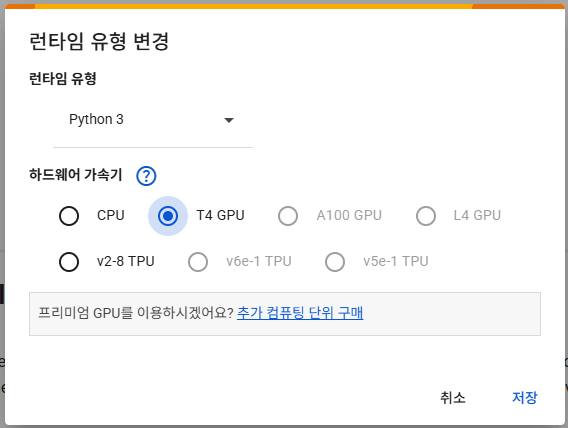 런타임 유형 변경
런타임 유형
Python 3
하드웨어 가속기 ?
CPU T4 GPU A100 GPU L4 GPU
v2-8 TPU v6e-1 TPU v5e-1 TPU
프리미엄 GPU를 이용하시겠어요? 추가 컴퓨팅 단위 구매
취소 저장